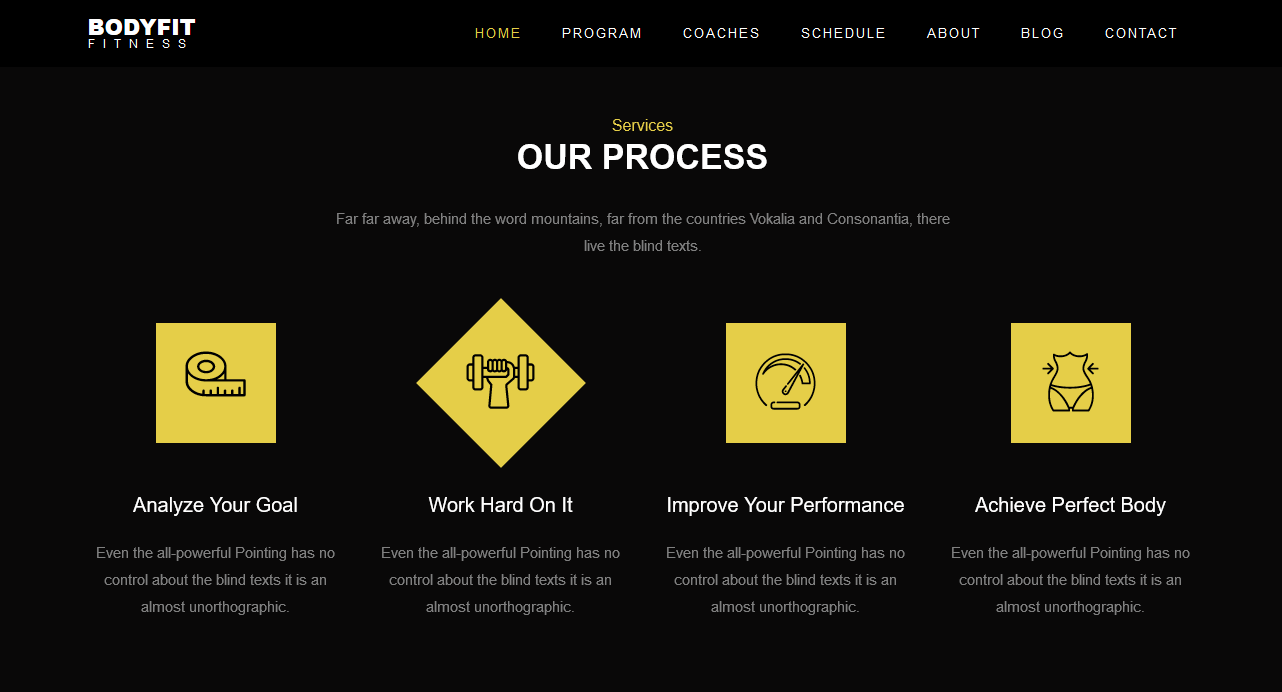 BODYFIT
FITNESS
HOME PROGRAM COACHES SCHEDULE ABOUT BLOG CONTACT
Services
OUR PROCESS
Far far away, behind the word mountains, far from the countries Vokalia and Consonantia, there
live the blind texts.
Analyze Your Goal
Even the all-powerful Pointing has no
control about the blind texts it is an
almost unorthographic.
Work Hard On It
Even the all-powerful Pointing has no
control about the blind texts it is an
almost unorthographic.
Improve Your Performance
Even the all-powerful Pointing has no
control about the blind texts it is an
almost unorthographic.
Achieve Perfect Body
Even the all-powerful Pointing has no
control about the blind texts it is an
almost unorthographic.